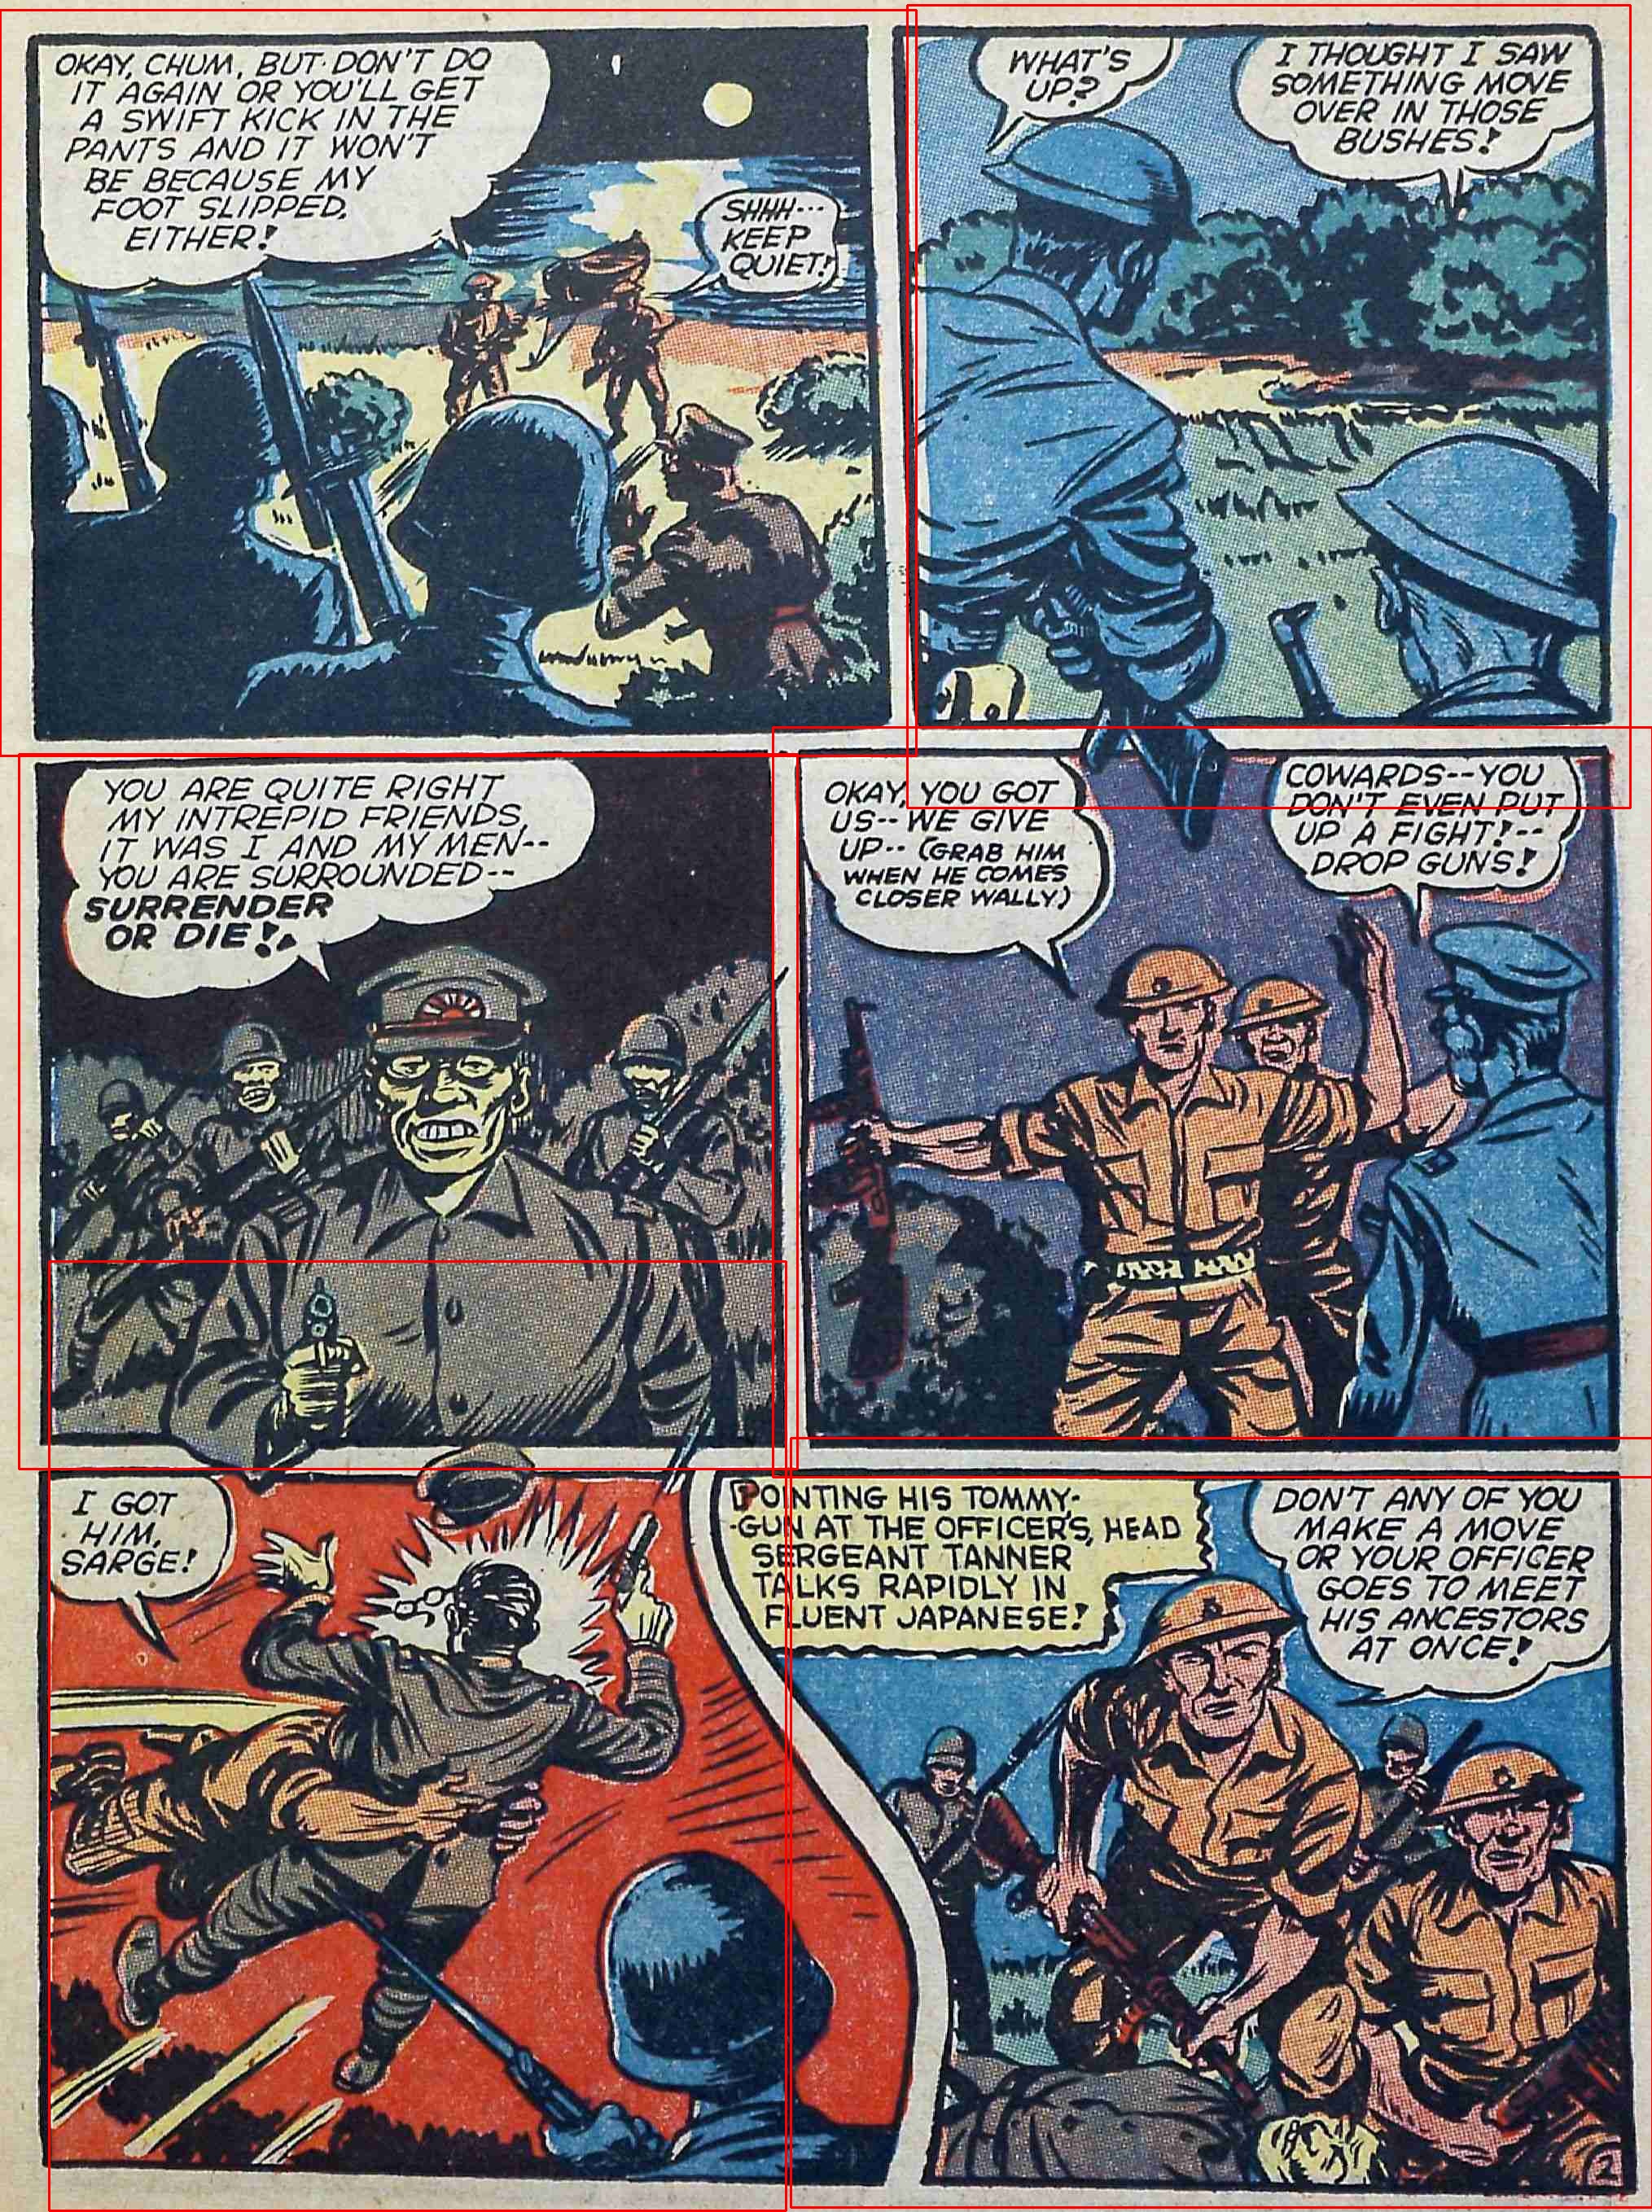 OKAY, CHUM, BUT DON'T DO
IT AGAIN OR YOU'LL GET
A SWIFT KICK IN THE
PANTS AND IT WON'T
BE BECAUSE MY
FOOT SLIPPED,
EITHER!
SHHH---
KEEP
QUIET!
WHAT'S
UP?
I THOUGHT I SAW
SOMETHING MOVE
OVER IN THOSE
BUSHES!
YOU ARE QUITE RIGHT
MY INTREPID FRIENDS,
IT WAS I AND MY MEN--
YOU ARE SURROUNDED--
SURRENDER
OR DIE!
OKAY, YOU GOT
US--WE GIVE
UP-- (GRAB HIM
WHEN HE COMES
CLOSER WALLY)
COWARDS--YOU
DON'T EVEN PUT
UP A FIGHT!--
DROP GUNS!
I GOT
HIM,
SARGE!
POINTING HIS TOMMY-
-GUN AT THE OFFICER'S, HEAD
SERGEANT TANNER
TALKS RAPIDLY IN
FLUENT JAPANESE!
DON'T ANY OF YOU
MAKE A MOVE
OR YOUR OFFICER
GOES TO MEET
HIS ANCESTORS
AT ONCE!
2